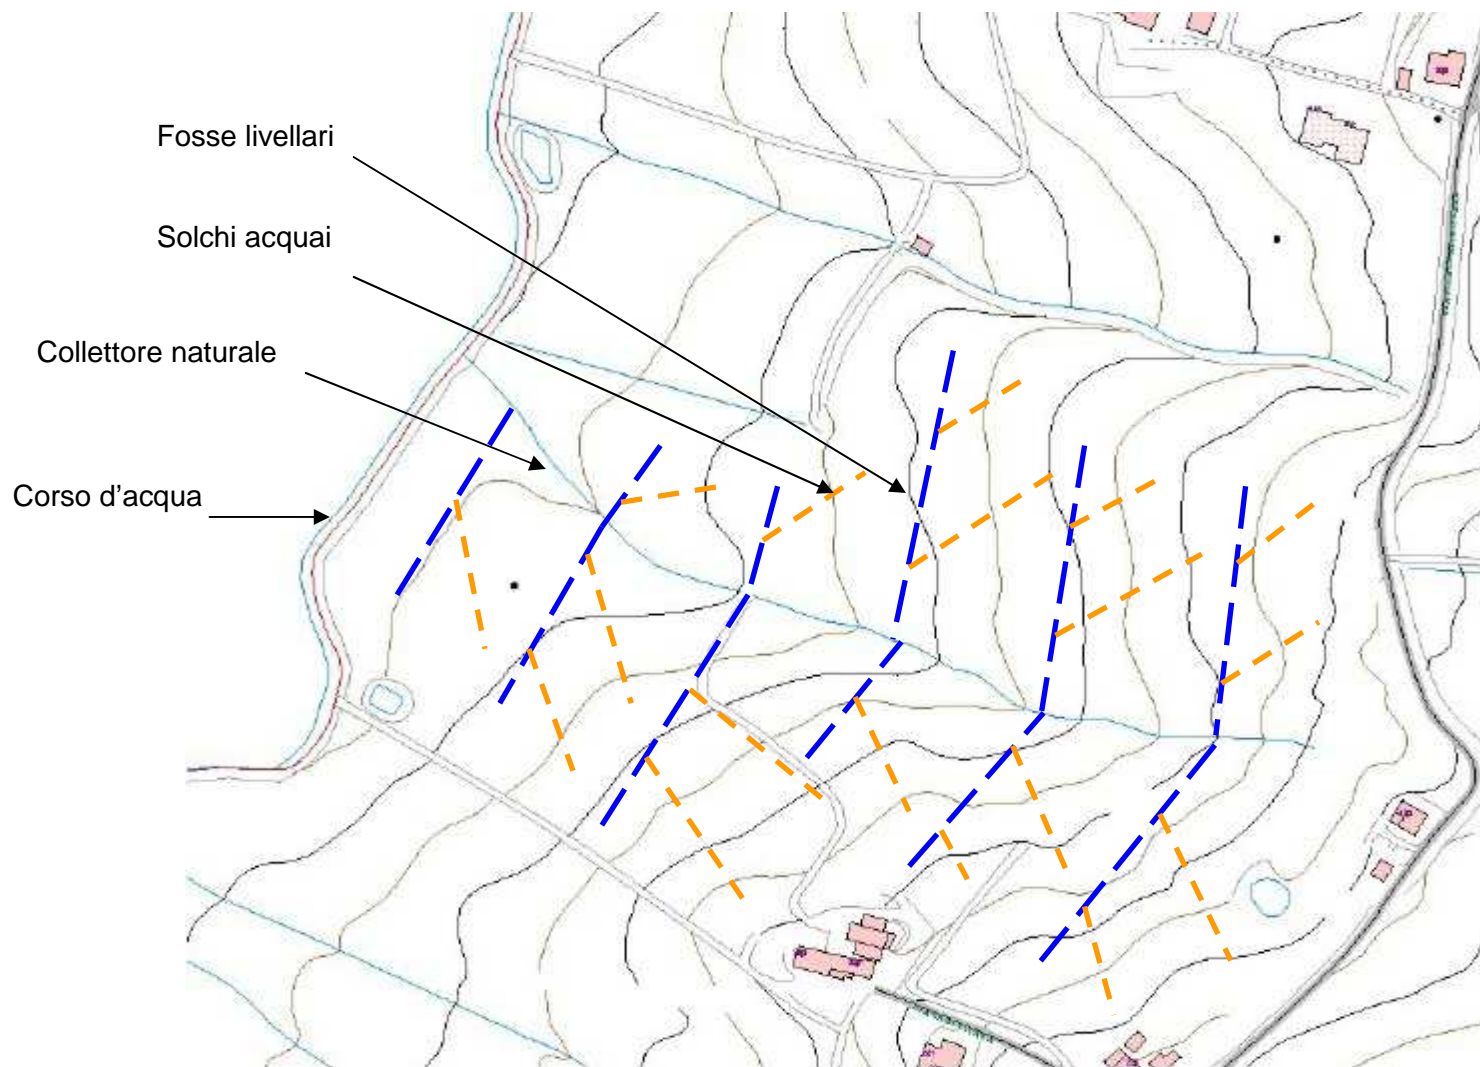 Fosse livellari
Solchi acquai
Collettore naturale
Corso d’acqua